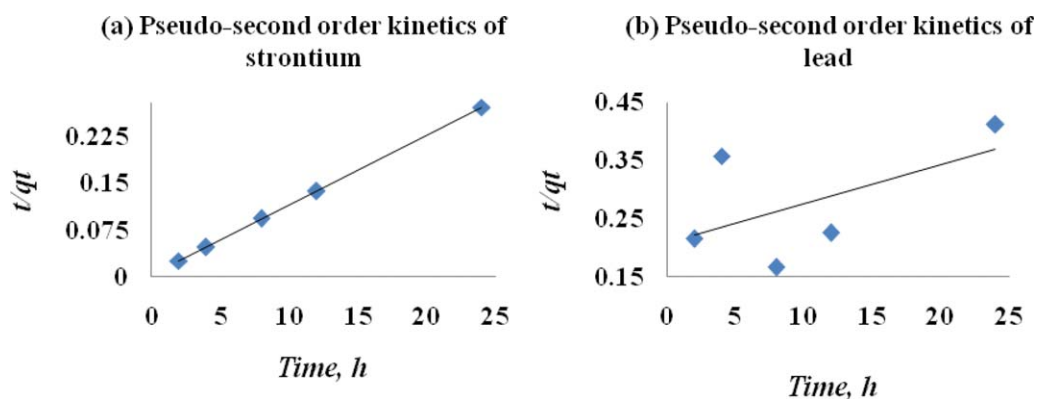 (a) Pseudo-second order kinetics of
strontium
t/qt
0.225
0.15
0.075
0
0 5 10 15 20 25
Time, h
(b) Pseudo-second order kinetics of
lead
t/qt
0.45
0.35
0.25
0.15
0 5 10 15 20 25
Time, h